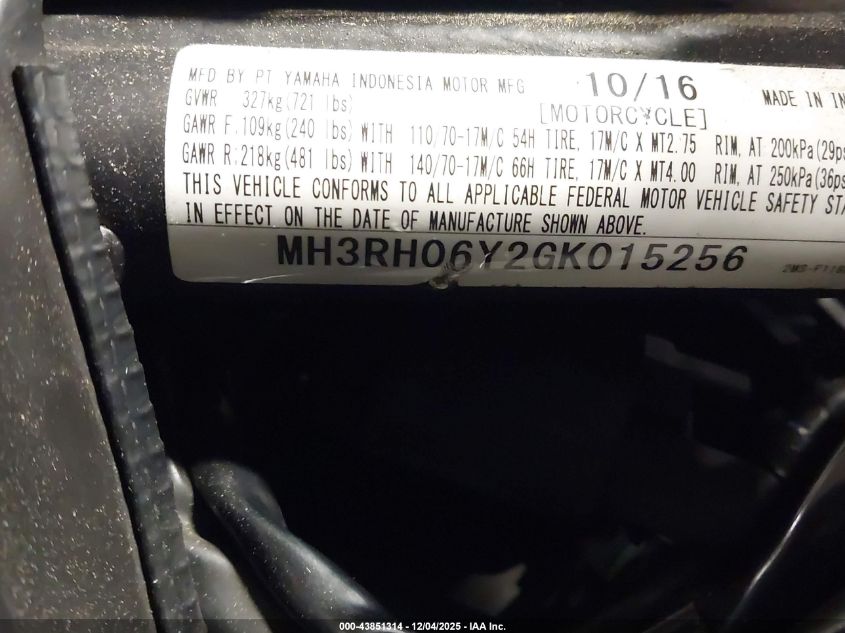 MFD BY PT YAMAHA INDONESIA MOTOR MFG 10/16 MADE IN
GVWR 327kg(721 lbs) [MOTORCYCLE]
GAWR F.109kg(240 lbs) WITH 110/70-17M/C 54H TIRE, 17M/C X MT2.75 RIM, AT 200kPa(29ps
GAWR R.218kg(481 lbs) WITH 140/70-17M/C 66H TIRE, 17M/C X MT4.00 RIM, AT 250kPa(36ps
THIS VEHICLE CONFORMS TO ALL APPLICABLE FEDERAL MOTOR VEHICLE SAFETY STA
IN EFFECT ON THE DATE OF MANUFACTURE SHOWN ABOVE.
MH3RH06Y2GK015256
000-43851314 - 12/04/2025 - IAA Inc.